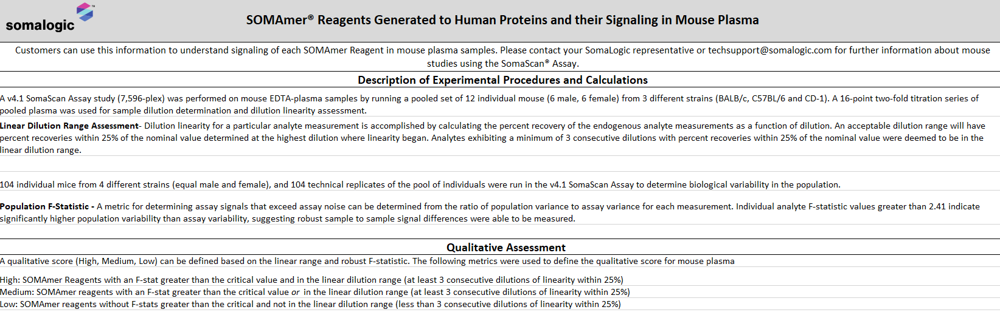 somalogic™
SOMAmer® Reagents Generated to Human Proteins and their Signaling in Mouse Plasma
Customers can use this information to understand signaling of each SOMAmer Reagent in mouse plasma samples. Please contact your SomaLogic representative or techsupport@somalogic.com for further information about mouse
studies using the SomaScan® Assay.
Description of Experimental Procedures and Calculations
A v4.1 SomaScan Assay study (7,596-plex) was performed on mouse EDTA-plasma samples by running a pooled set of 12 individual mouse (6 male, 6 female) from 3 different strains (BALB/c, C57BL/6 and CD-1). A 16-point two-fold titration series of
pooled plasma was used for sample dilution determination and dilution linearity assessment.
Linear Dilution Range Assessment- Dilution linearity for a particular analyte measurement is accomplished by calculating the percent recovery of the endogenous analyte measurements as a function of dilution. An acceptable dilution range will have
percent recoveries within 25% of the nominal value determined at the highest dilution where linearity began. Analytes exhibiting a minimum of 3 consecutive dilutions with percent recoveries within 25% of the nominal value were deemed to be in the
linear dilution range.
104 individual mice from 4 different strains (equal male and female), and 104 technical replicates of the pool of individuals were run in the v4.1 SomaScan Assay to determine biological variability in the population.
Population F-Statistic - A metric for determining assay signals that exceed assay noise can be determined from the ratio of population variance to assay variance for each measurement. Individual analyte F-statistic values greater than 2.41 indicate
significantly higher population variability than assay variability, suggesting robust sample to sample signal differences were able to be measured.
Qualitative Assessment
A qualitative score (High, Medium, Low) can be defined based on the linear range and robust F-statistic. The following metrics were used to define the qualitative score for mouse plasma
High: SOMAmer Reagents with an F-stat greater than the critical value and in the linear dilution range (at least 3 consecutive dilutions of linearity within 25%)
Medium: SOMAmer reagents with an F-stat greater than the critical value or in the linear dilution range (at least 3 consecutive dilutions of linearity within 25%)
Low: SOMAmer reagents without F-stats greater than the critical and not in the linear dilution range (less than 3 consecutive dilutions of linearity within 25%)